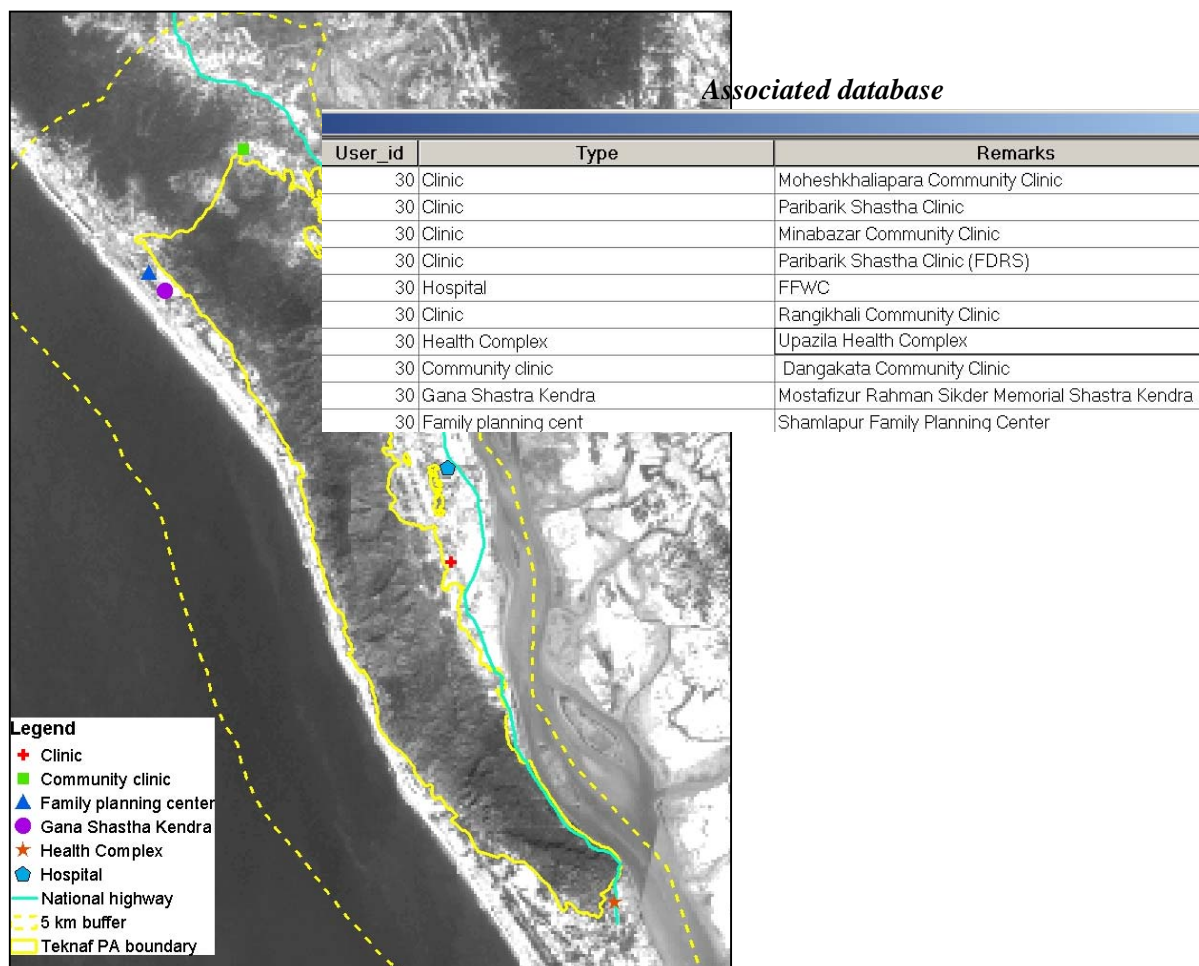 Associated database
User_id Type Remarks
30 Clinic Moheshkhaliapara Community Clinic
30 Clinic Paribarik Shastha Clinic
30 Clinic Minabazar Community Clinic
30 Clinic Paribarik Shastha Clinic (FDRS)
30 Hospital FFWC
30 Clinic Rangikhali Community Clinic
30 Health Complex Upazila Health Complex
30 Community clinic Dangakata Community Clinic
30 Gana Shastra Kendra Mostafizur Rahman Sikder Memorial Shastra Kendra
30 Family planning cent Shamlapur Family Planning Center
Legend
Clinic
Community clinic
Family planning center
Gana Shastha Kendra
Health Complex
Hospital
National highway
5 km buffer
Teknaf PA boundary